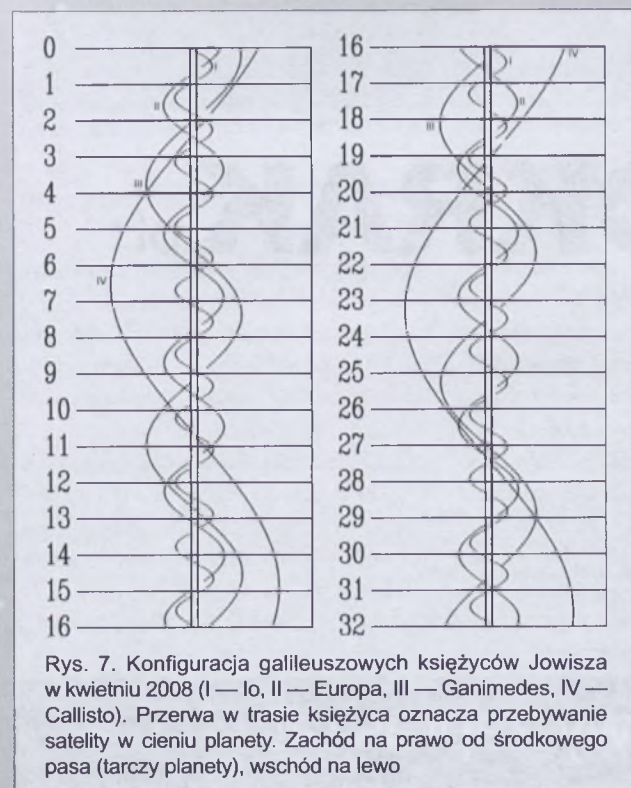 0
1
2
3
4
5
6
7
8
9
10
11
12
13
14
15
16
I
II
III
IV
16
17
18
19
20
21
22
23
24
25
26
27
28
29
30
31
32
I
II
III
IV
Rys. 7. Konfiguracja galileuszowych księżyców Jowisza
w kwietniu 2008 (I — Io, II — Europa, III — Ganimedes, IV —
Callisto). Przerwa w trasie księżyca oznacza przebywanie
satelity w cieniu planety. Zachód na prawo od środkowego
pasa (tarczy planety), wschód na lewo